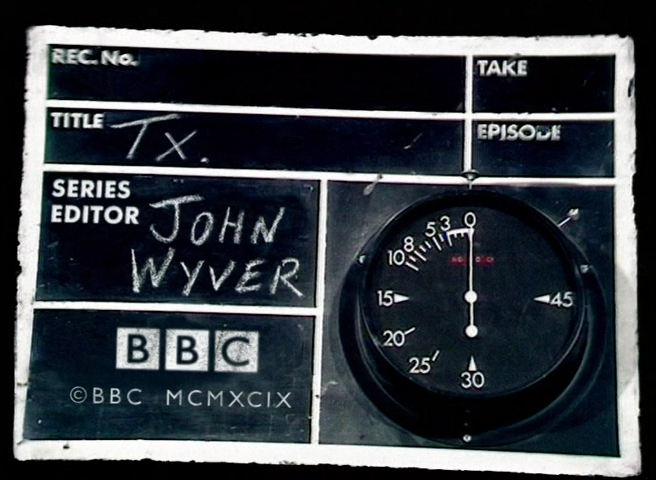 REC. No.
TAKE
TITLE Tx.
EPISODE
SERIES
EDITOR
JOHN
WYVER
BBC
©BBC MCMXCIX
0
3
5
8
10
15
45
20
25
30